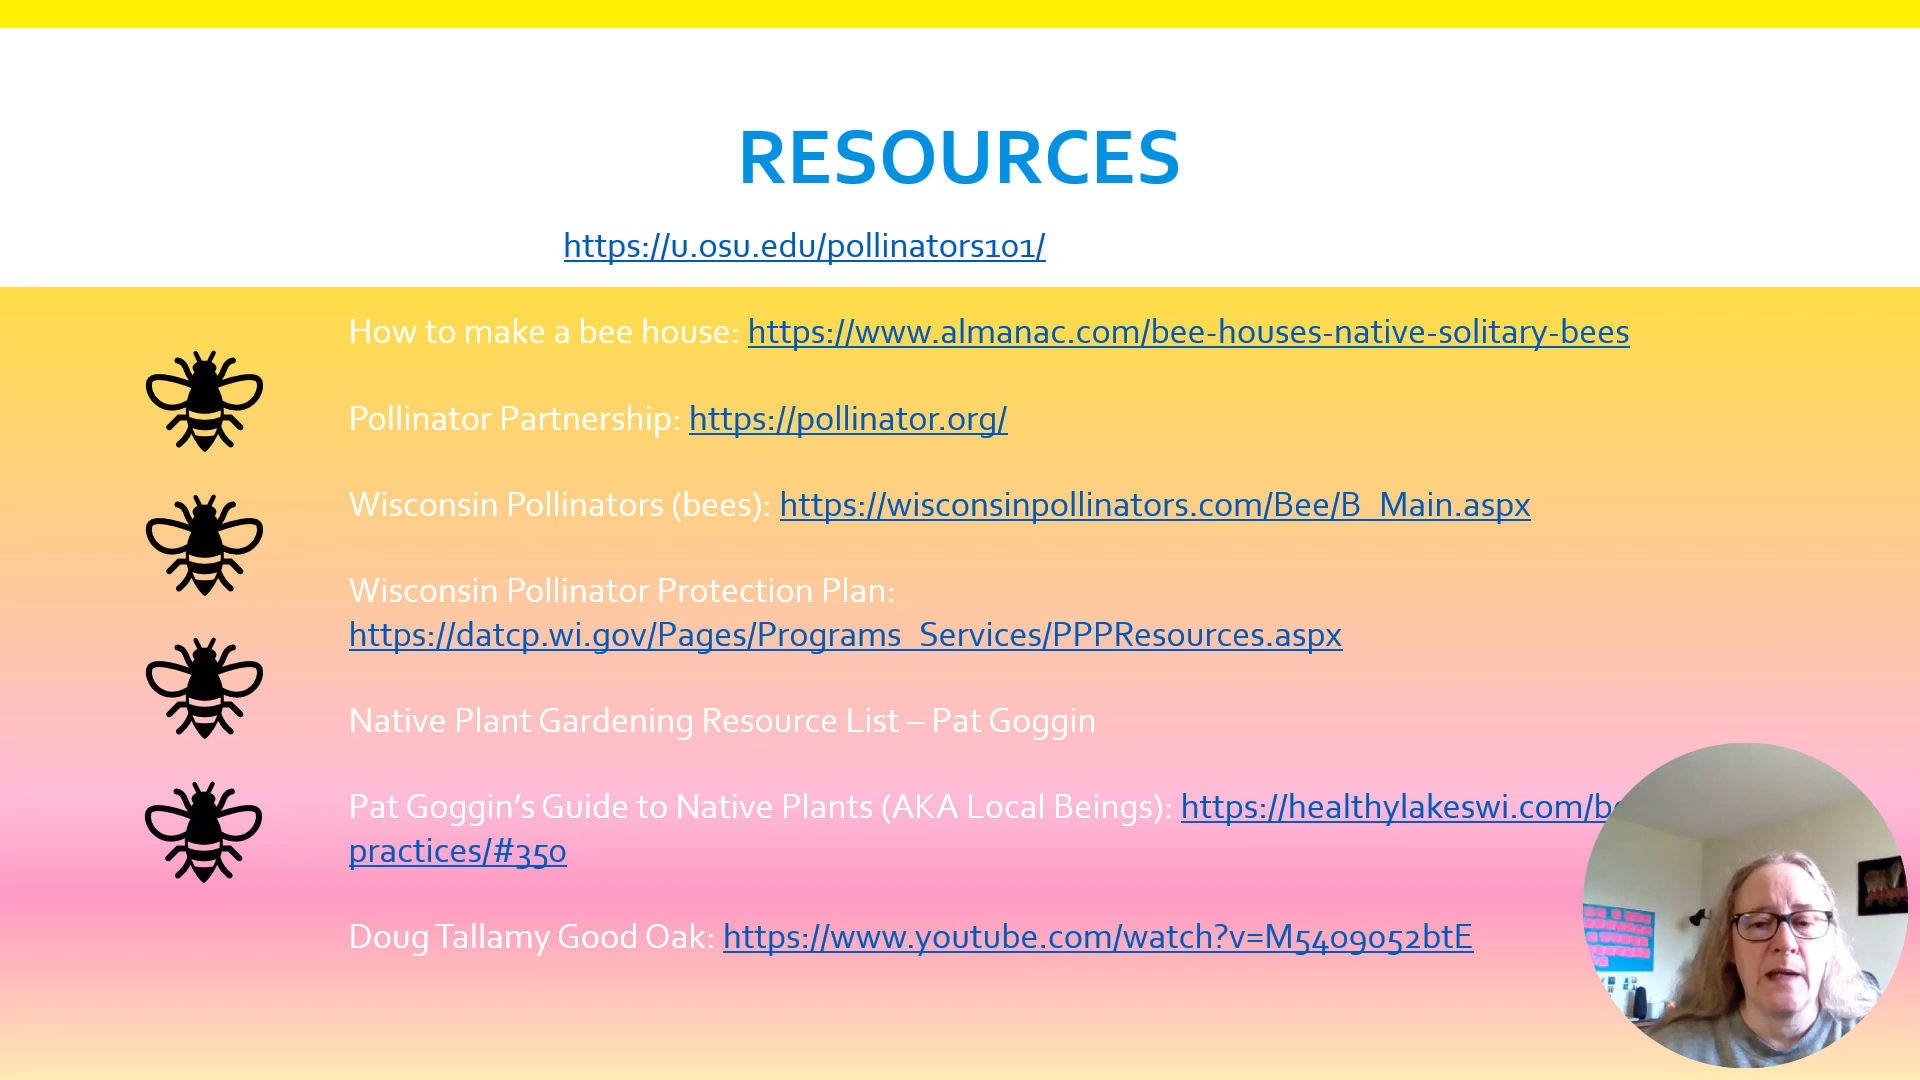 RESOURCES
https://u.osu.edu/pollinators101/
How to make a bee house: https://www.almanac.com/bee-houses-native-solitary-bees
Pollinator Partnership: https://pollinator.org/
Wisconsin Pollinators (bees): https://wisconsinpollinators.com/Bee/B_Main.aspx
Wisconsin Pollinator Protection Plan:
https://datcp.wi.gov/Pages/Programs_Services/PPPResources.aspx
Native Plant Gardening Resource List – Pat Goggin
Pat Goggin’s Guide to Native Plants (AKA Local Beings): https://healthylakeswi.com/
practices/#350
Doug Tallamy Good Oak: https://www.youtube.com/watch?v=M5409052btE